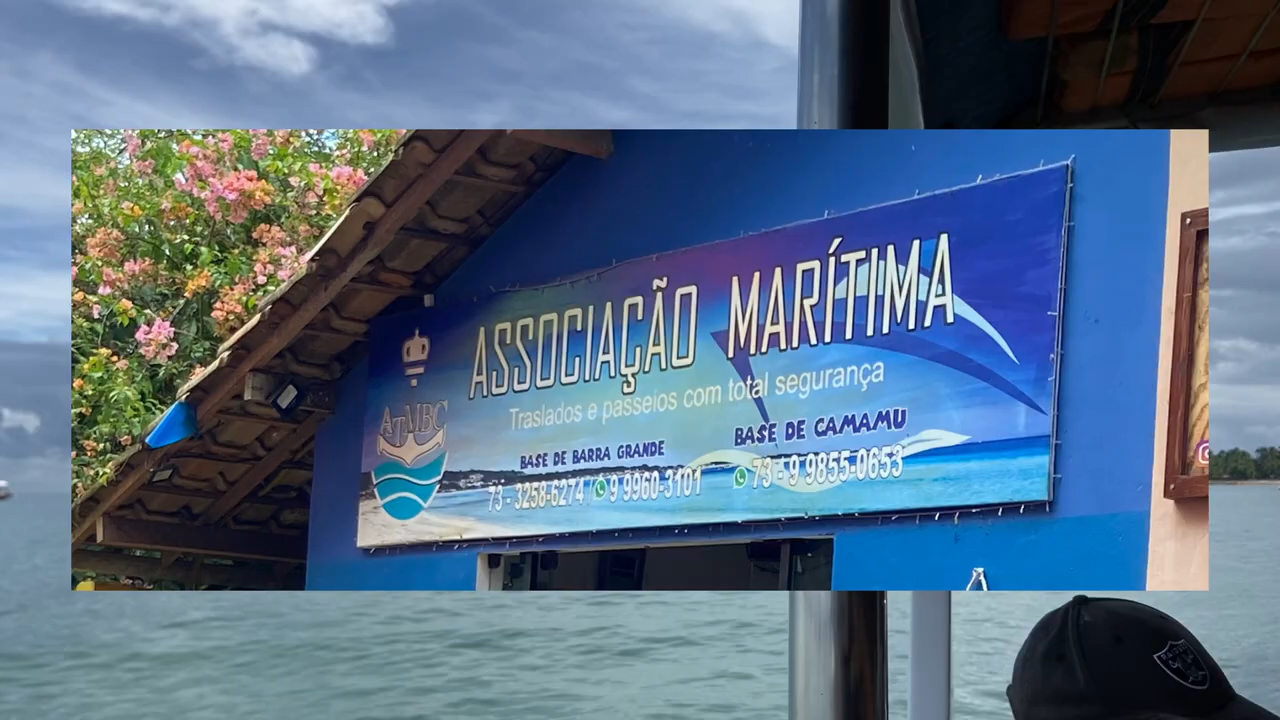 ASSOCIAÇÃO MARÍTIMA
Traslados e passeios com total segurança
ATMBC
BASE DE BARRA GRANDE
73 - 3258-6274 / 9 9960-3101
BASE DE CAMAMU
73 - 9 9855-0653
RAIDERS